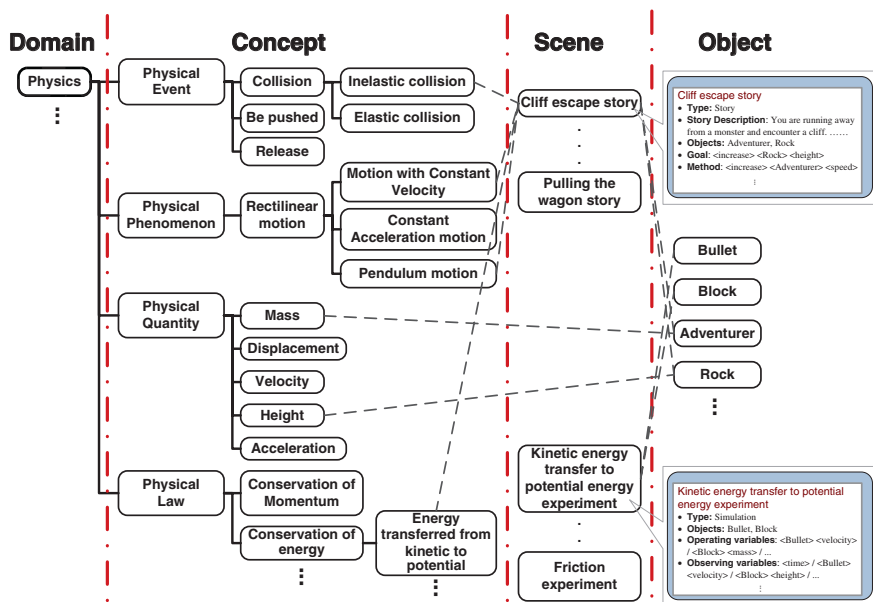 Domain
Concept
Scene
Object
Physics
Physical
Event
Collision
Inelastic collision
Elastic collision
Be pushed
Release
Physical
Phenomenon
Rectilinear
motion
Motion with Constant
Velocity
Constant
Acceleration motion
Pendulum motion
Physical
Quantity
Mass
Displacement
Velocity
Height
Acceleration
Physical
Law
Conservation of
Momentum
Conservation of
energy
Energy
transferred from
kinetic to
potential
Cliff escape story
Pulling the
wagon story
Kinetic energy
transfer to
potential energy
experiment
Friction
experiment
Bullet
Block
Adventurer
Rock
Cliff escape story
• Type: Story
• Story Description: You are running away
from a monster and encounter a cliff. ……
• Objects: Adventurer, Rock
• Goal: <increase> <Rock> <height>
• Method: <increase> <Adventurer> <speed>
Kinetic energy transfer to potential
energy experiment
• Type: Simulation
• Objects: Bullet, Block
• Operating variables: <Bullet> <velocity>
/ <Block> <mass> / ...
• Observing variables: <time> / <Bullet>
<velocity> / <Block> <height> / ...